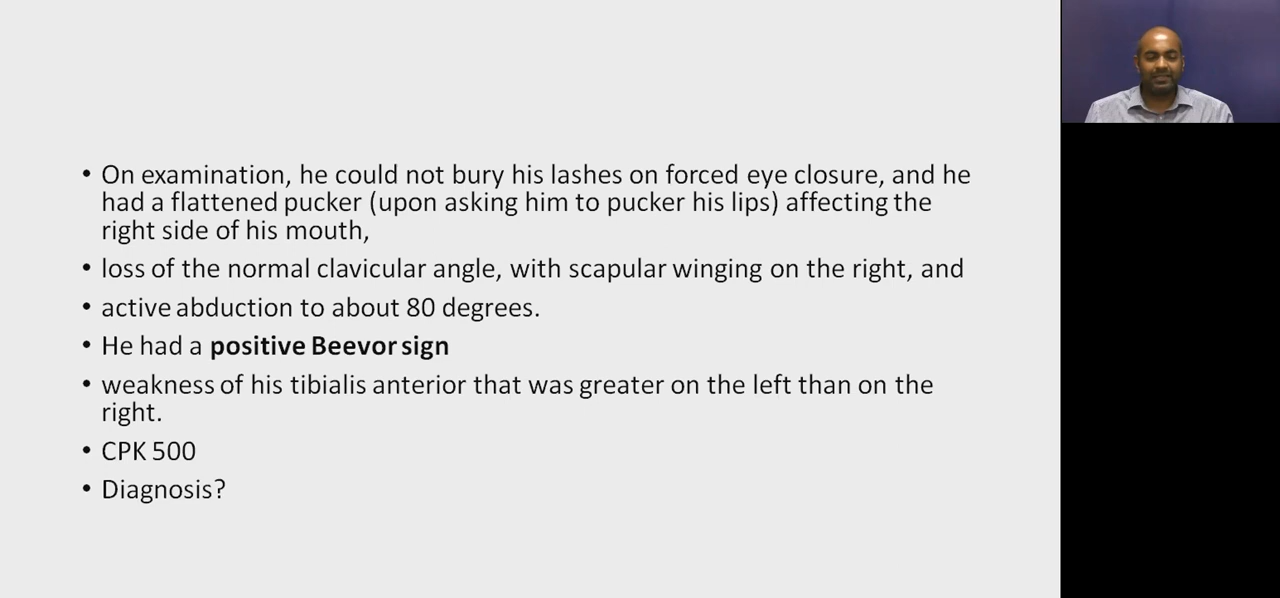 • On examination, he could not bury his lashes on forced eye closure, and he
had a flattened pucker (upon asking him to pucker his lips) affecting the
right side of his mouth,
• loss of the normal clavicular angle, with scapular winging on the right, and
• active abduction to about 80 degrees.
• He had a positive Beevor sign
• weakness of his tibialis anterior that was greater on the left than on the
right.
• CPK 500
• Diagnosis?